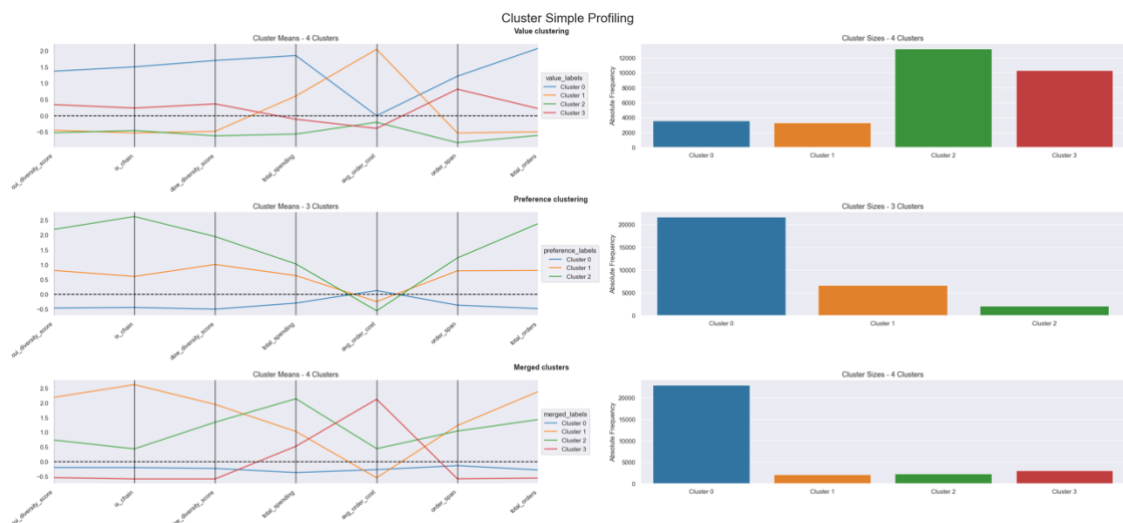 Cluster Simple Profiling
Value clustering
Cluster Means - 4 Clusters
2.0
1.5
1.0
0.5
0.0
−0.5
cui_diversity_score
is_chain
dow_diversity_score
total_spending
avg_order_cost
order_span
total_orders
value_labels
Cluster 0
Cluster 1
Cluster 2
Cluster 3
Cluster Sizes - 4 Clusters
Absolute Frequency
12000
10000
8000
6000
4000
2000
0
Cluster 0
Cluster 1
Cluster 2
Cluster 3
Preference clustering
Cluster Means - 3 Clusters
2.5
2.0
1.5
1.0
0.5
0.0
−0.5
cui_diversity_score
is_chain
dow_diversity_score
total_spending
avg_order_cost
order_span
total_orders
preference_labels
Cluster 0
Cluster 1
Cluster 2
Cluster Sizes - 3 Clusters
Absolute Frequency
20000
15000
10000
5000
0
Cluster 0
Cluster 1
Cluster 2
Merged clusters
Cluster Means - 4 Clusters
2.5
2.0
1.5
1.0
0.5
0.0
−0.5
cui_diversity_score
is_chain
dow_diversity_score
total_spending
avg_order_cost
order_span
total_orders
merged_labels
Cluster 0
Cluster 1
Cluster 2
Cluster 3
Cluster Sizes - 4 Clusters
Absolute Frequency
20000
15000
10000
5000
0
Cluster 0
Cluster 1
Cluster 2
Cluster 3